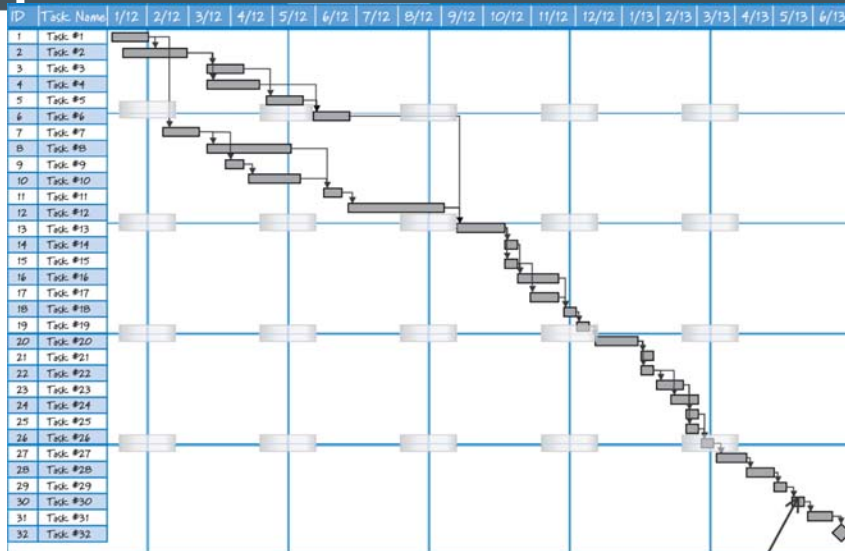 ID Task Name 1/12 2/12 3/12 4/12 5/12 6/12 7/12 8/12 9/12 10/12 11/12 12/12 1/13 2/13 3/13 4/13 5/13 6/13
1 Task #1
2 Task #2
3 Task #3
4 Task #4
5 Task #5
6 Task #6
7 Task #7
8 Task #8
9 Task #9
10 Task #10
11 Task #11
12 Task #12
13 Task #13
14 Task #14
15 Task #15
16 Task #16
17 Task #17
18 Task #18
19 Task #19
20 Task #20
21 Task #21
22 Task #22
23 Task #23
24 Task #24
25 Task #25
26 Task #26
27 Task #27
28 Task #28
29 Task #29
30 Task #30
31 Task #31
32 Task #32